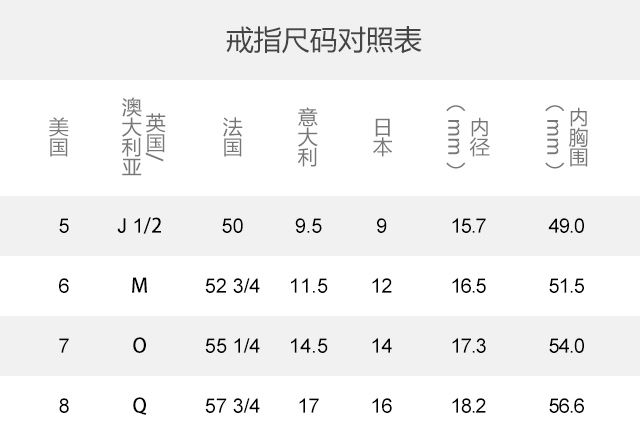 戒指尺码对照表
美国
英国/
澳大利亚
法国
意大利
日本
内径
(mm)
内胸围
(mm)
5 J 1/2 50 9.5 9 15.7 49.0
6 M 52 3/4 11.5 12 16.5 51.5
7 O 55 1/4 14.5 14 17.3 54.0
8 Q 57 3/4 17 16 18.2 56.6